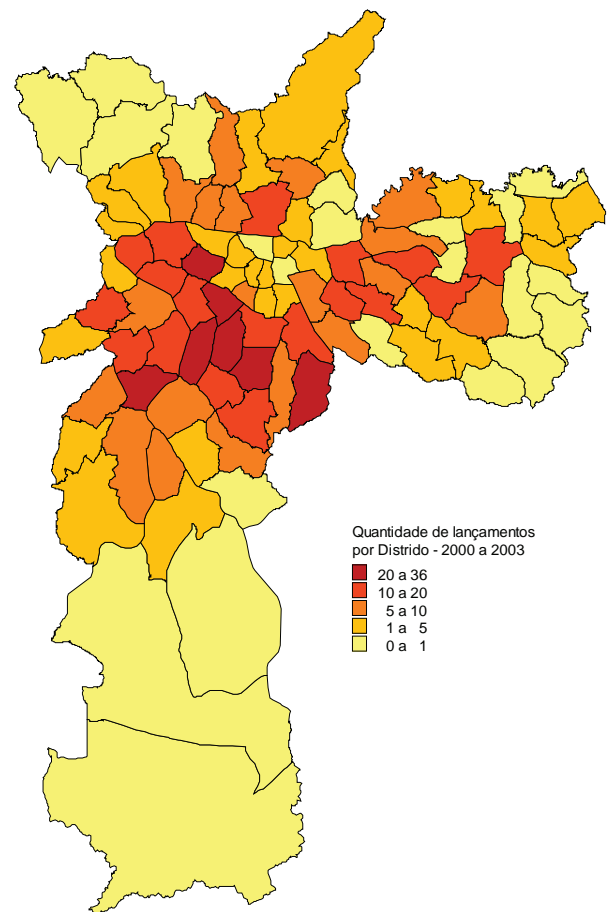 Quantidade de lançamentos
por Distrido - 2000 a 2003
20 a 36
10 a 20
5 a 10
1 a 5
0 a 1